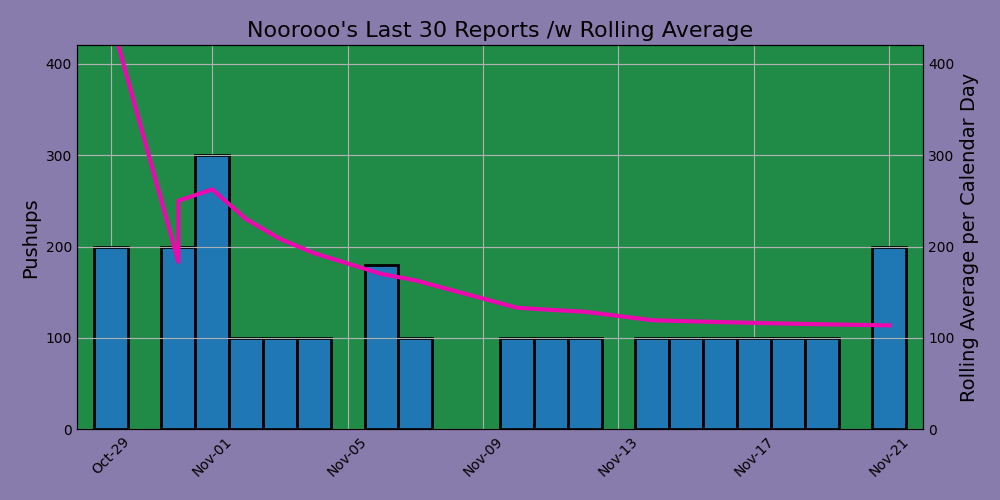 Noorooo's Last 30 Reports /w Rolling Average
Pushups
400
300
200
100
0
400
300
200
100
0
Rolling Average per Calendar Day
Oct-29
Nov-01
Nov-05
Nov-09
Nov-13
Nov-17
Nov-21